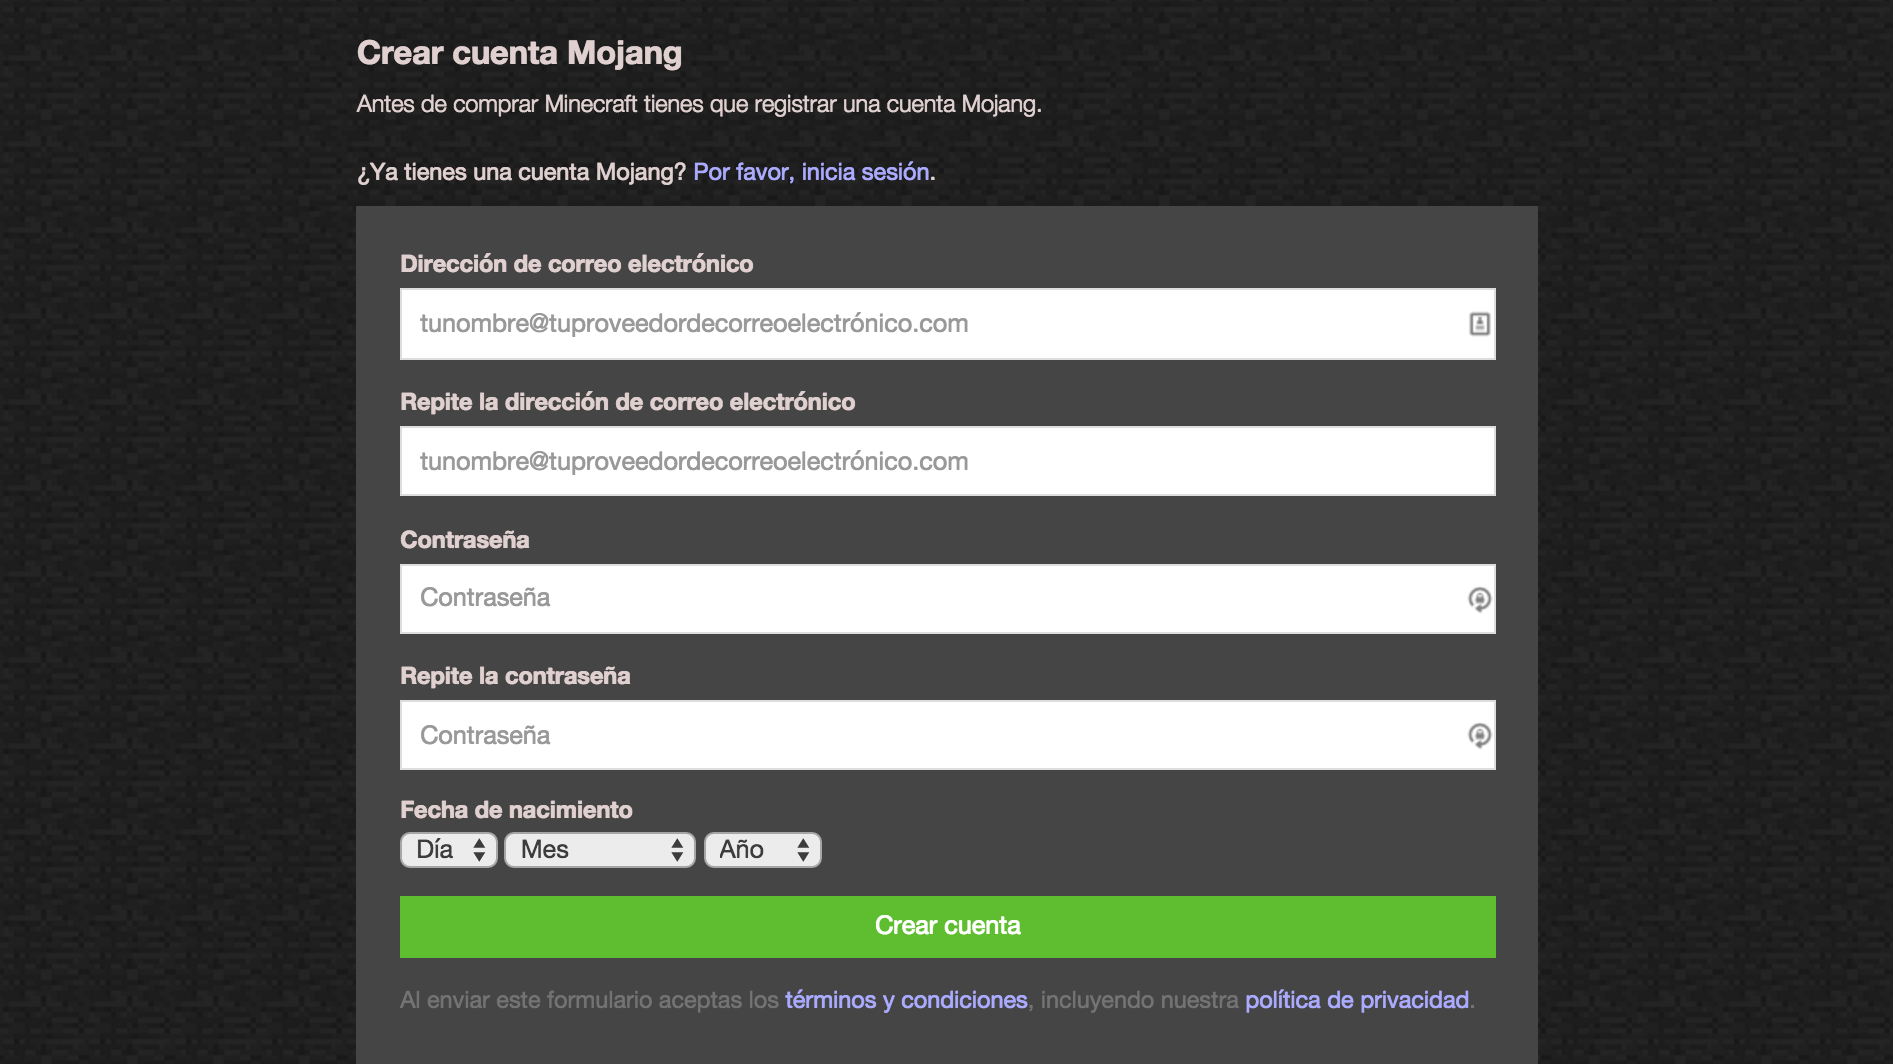 Crear cuenta Mojang
Antes de comprar Minecraft tienes que registrar una cuenta Mojang.
¿Ya tienes una cuenta Mojang? Por favor, inicia sesión.
Dirección de correo electrónico
tunombre@tuproveedordecorreoelectrónico.com
Repite la dirección de correo electrónico
tunombre@tuproveedordecorreoelectrónico.com
Contraseña
Contraseña
Repite la contraseña
Contraseña
Fecha de nacimiento
Día Mes Año
Crear cuenta
Al enviar este formulario aceptas los términos y condiciones, incluyendo nuestra política de privacidad.